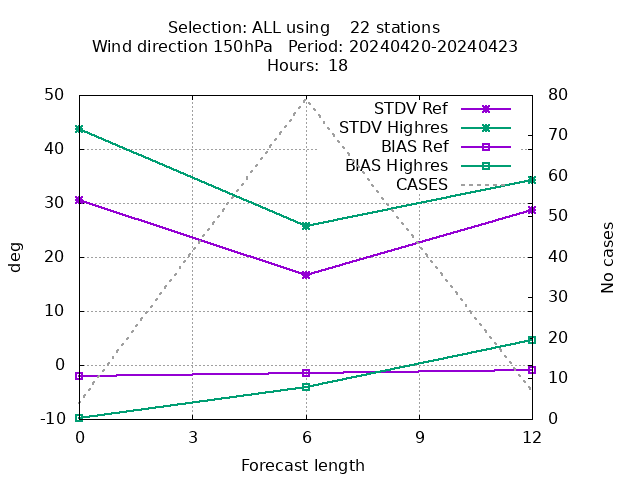 Selection: ALL using    22 stations
Wind direction 150hPa   Period: 20240420-20240423
Hours: 18
50
40
30
20
10
0
-10
deg
STDV Ref
STDV Highres
BIAS Ref
BIAS Highres
CASES
80
70
60
50
40
30
20
10
0
No cases
0 3 6 9 12
Forecast length